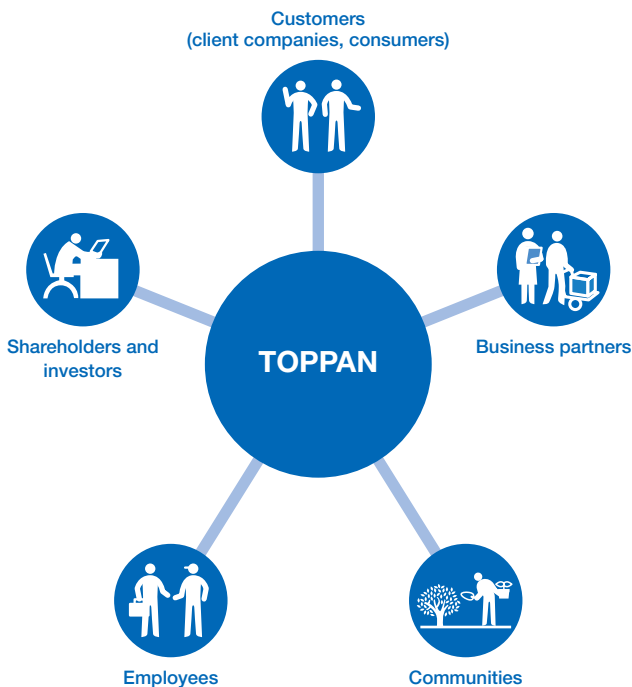 Customers
(client companies, consumers)
TOPPAN
Shareholders and
investors
Business partners
Employees
Communities